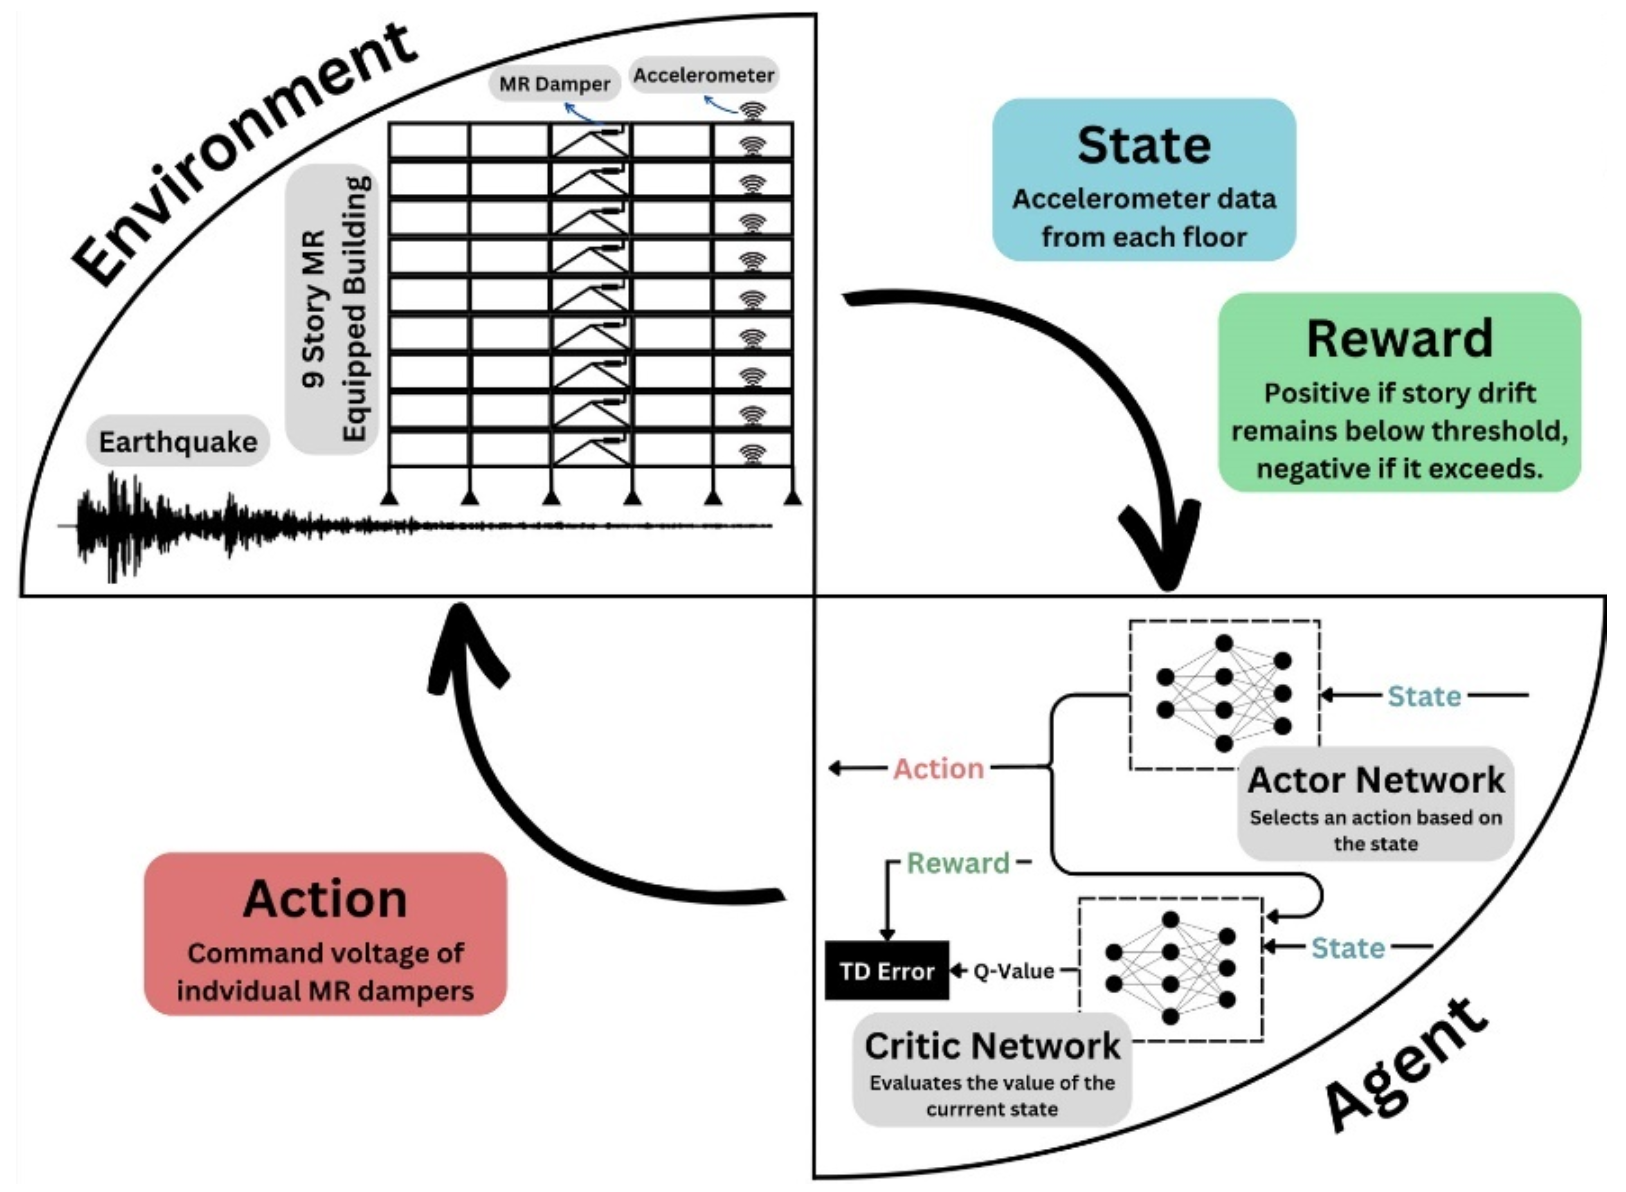 Environment
MR Damper
Accelerometer
9 Story MR
Equipped Building
Earthquake
State
Accelerometer data
from each floor
Reward
Positive if story drift
remains below threshold,
negative if it exceeds.
Action
Command voltage of
indvidual MR dampers
State
Actor Network
Selects an action based on
the state
Action
Reward
State
TD Error
Q-Value
Critic Network
Evaluates the value of the
currrent state
Agent